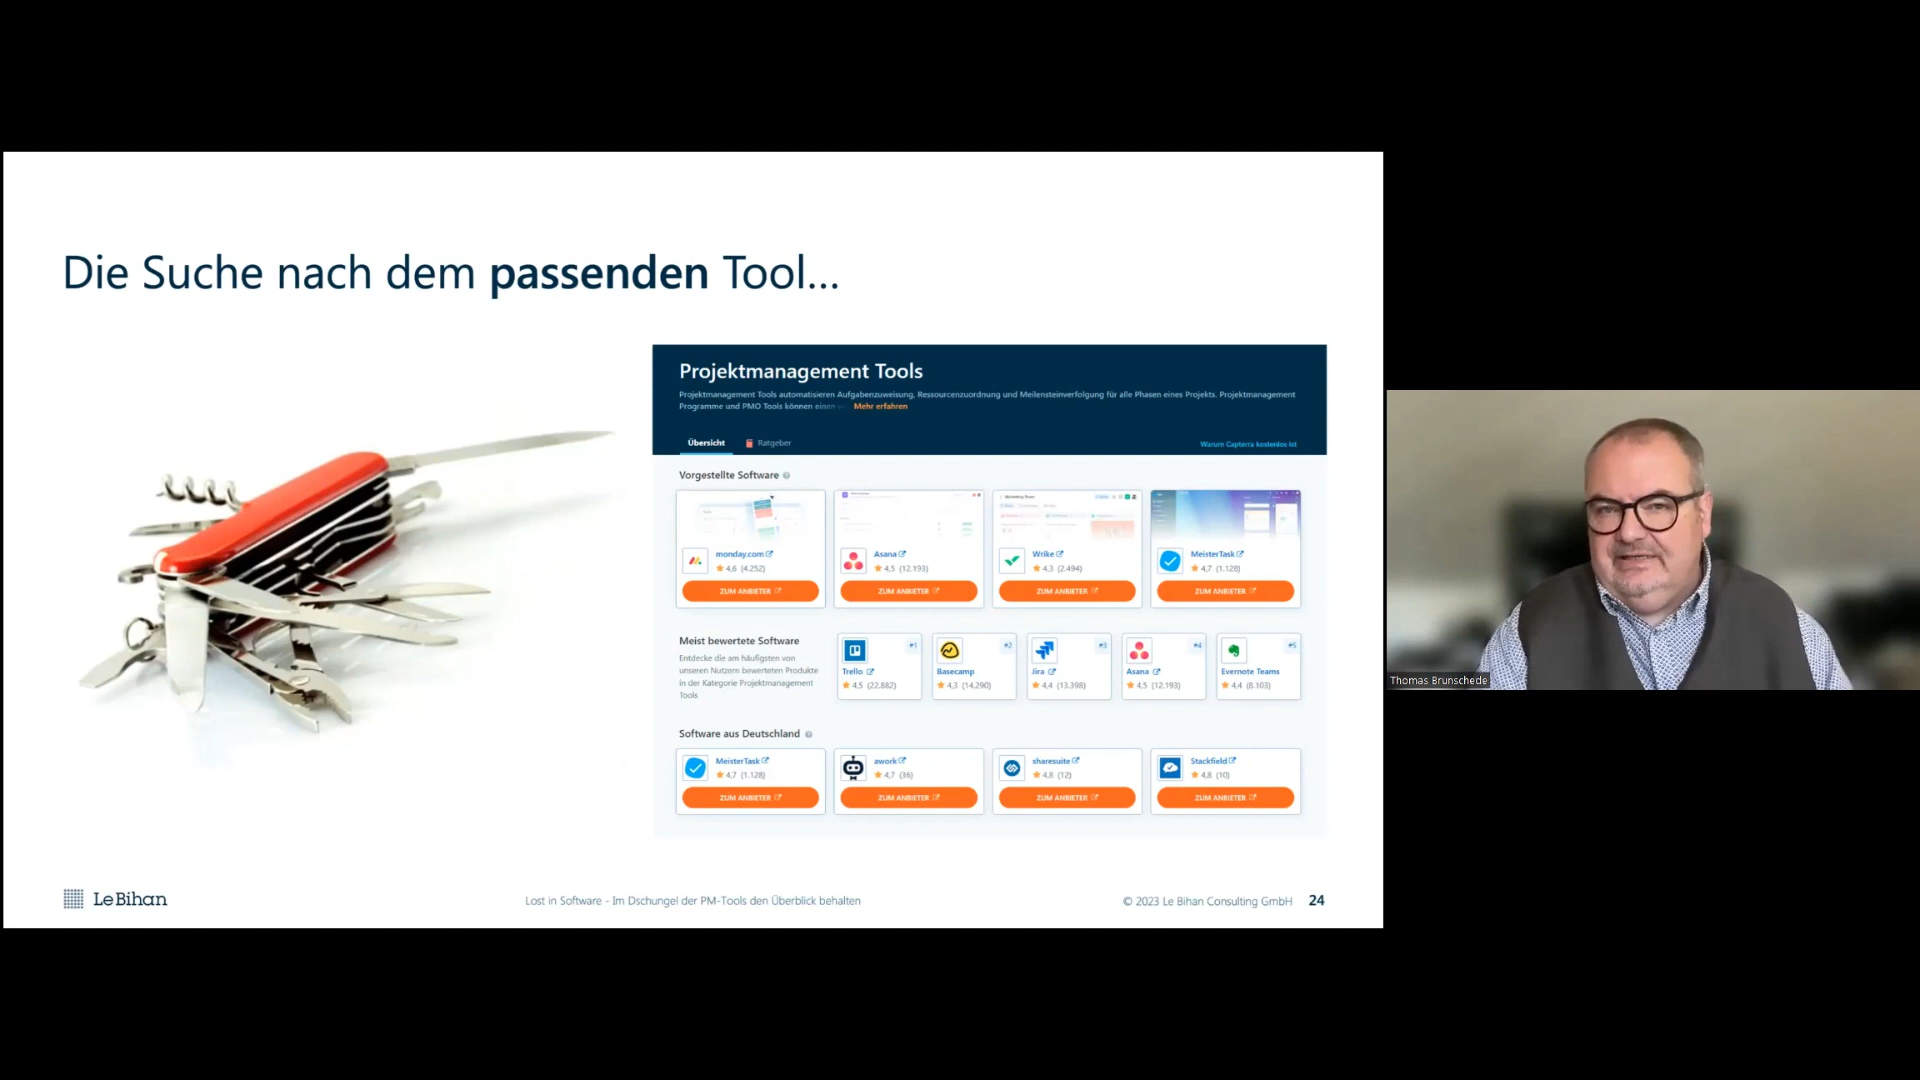 Die Suche nach dem passenden Tool...
Projektmanagement Tools
Projektmanagement Tools automatisieren Aufgabenzuweisung, Ressourcenzuordnung und Meilensteinverfolgung für alle Phasen eines Projekts. Projektmanagement
Programme und PMO Tools können einen Mehr erfahren
Übersicht
Ratgeber
Warum Capterra kostenlos ist
Vorgestellte Software
monday.com
4,6 (4.252)
ZUM ANBIETER
Asana
4,5 (12.193)
ZUM ANBIETER
Wrike
4,3 (2.494)
ZUM ANBIETER
MeisterTask
4,7 (1.128)
ZUM ANBIETER
Meist bewertete Software
Entdecke die am häufigsten von
unseren Nutzern bewerteten Produkte
in der Kategorie Projektmanagement
Tools
#1
Trello
4,5 (22.882)
#2
Basecamp
4,3 (14.290)
#3
Jira
4,4 (13.398)
#4
Asana
4,5 (12.193)
#5
Evernote Teams
4,4 (8.103)
Software aus Deutschland
MeisterTask
4,7 (1.128)
ZUM ANBIETER
awork
4,7 (36)
ZUM ANBIETER
sharesuite
4,8 (12)
ZUM ANBIETER
Stackfield
4,8 (10)
ZUM ANBIETER
Le Bihan
Lost in Software - Im Dschungel der PM-Tools den Überblick behalten
© 2023 Le Bihan Consulting GmbH 24
Thomas Brunschede